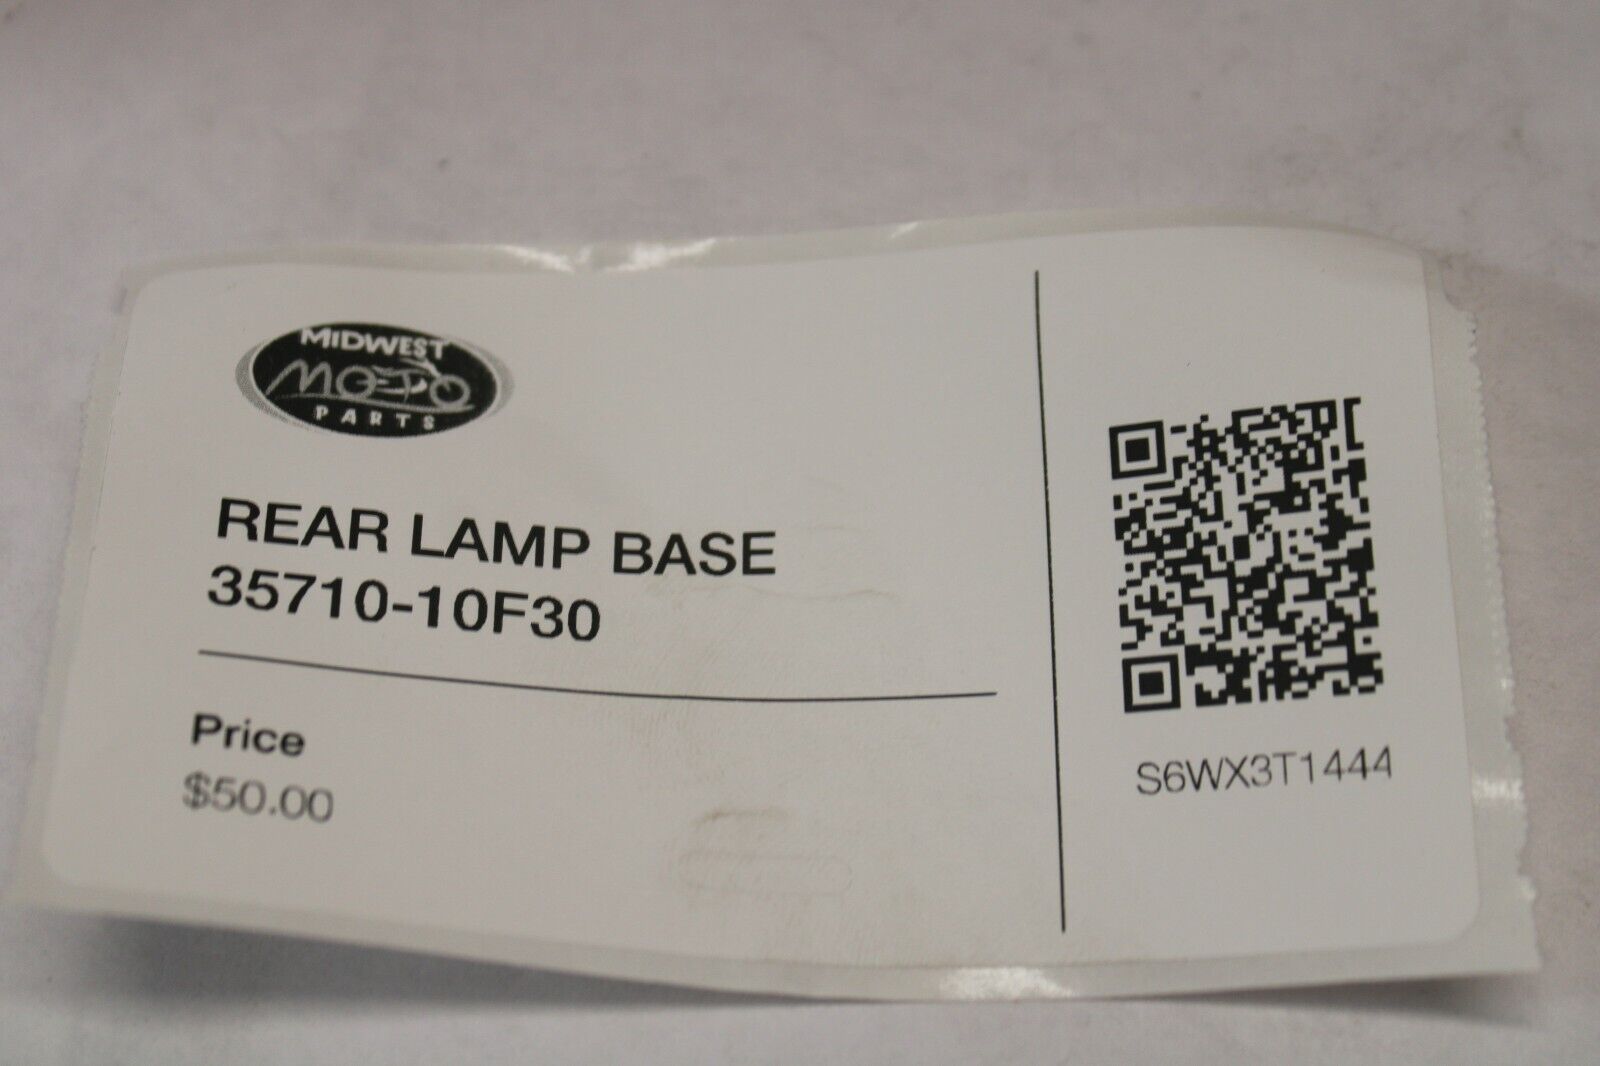 MIDWEST
MOTO
PARTS
REAR LAMP BASE
35710-10F30
Price
$50.00
S6WX3T1444